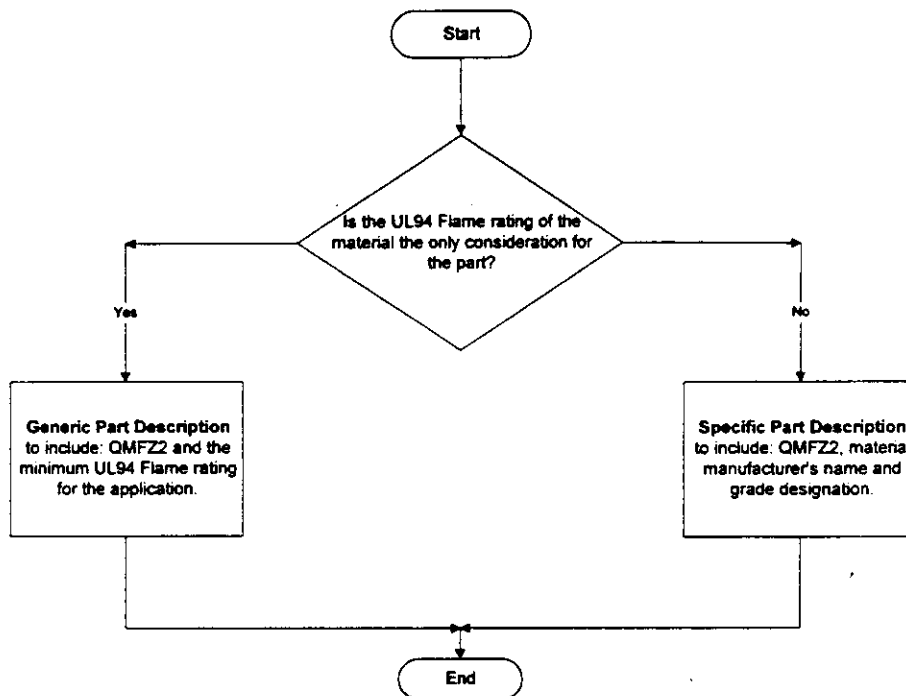 Start
Is the UL94 Flame rating of the
material the only consideration for
the part?
Yes
No
Generic Part Description
to include: QMFZ2 and the
minimum UL94 Flame rating
for the application.
Specific Part Description
to include: QMFZ2, materia
manufacturer's name and
grade designation.
End